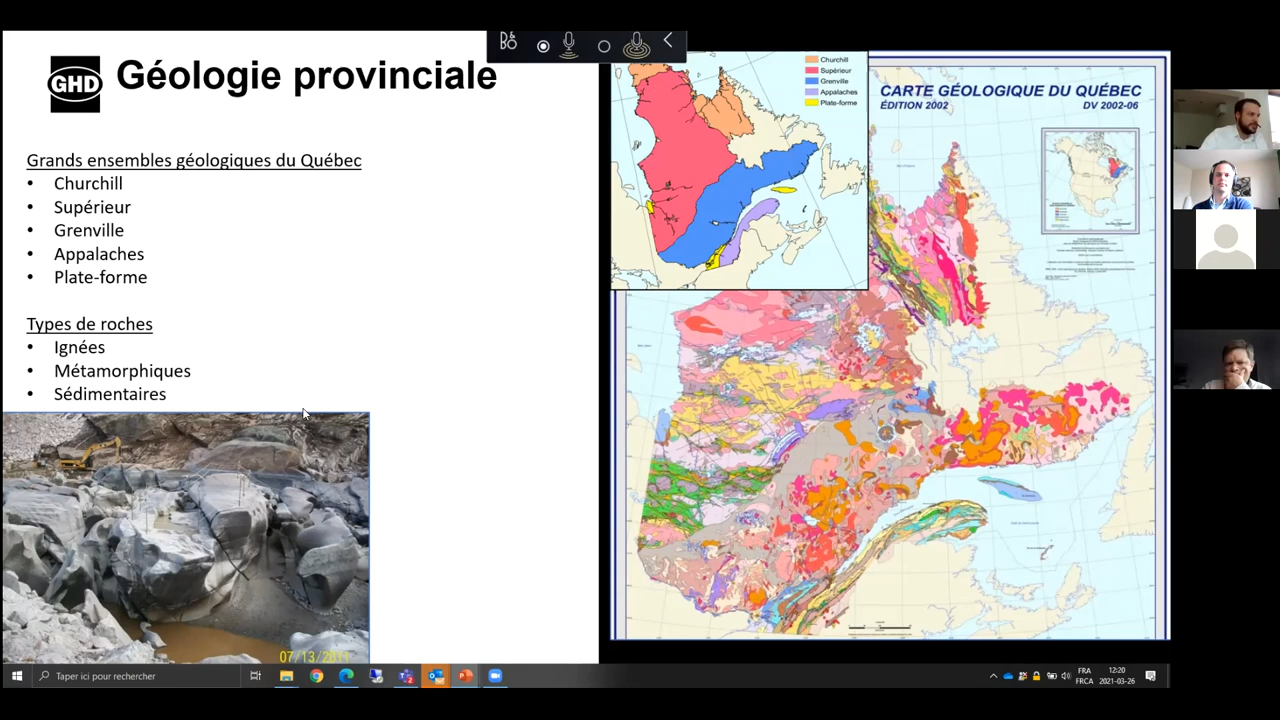 GHD
Géologie provinciale
Grands ensembles géologiques du Québec
• Churchill
• Supérieur
• Grenville
• Appalaches
• Plate-forme
Types de roches
• Ignées
• Métamorphiques
• Sédimentaires
Churchill
Supérieur
Grenville
Appalaches
Plate-forme
CARTE GÉOLOGIQUE DU QUÉBEC
ÉDITION 2002
DV 2002-06
07/13/2011
Taper ici pour rechercher
FRA
FRCA
12:20
2021-03-26